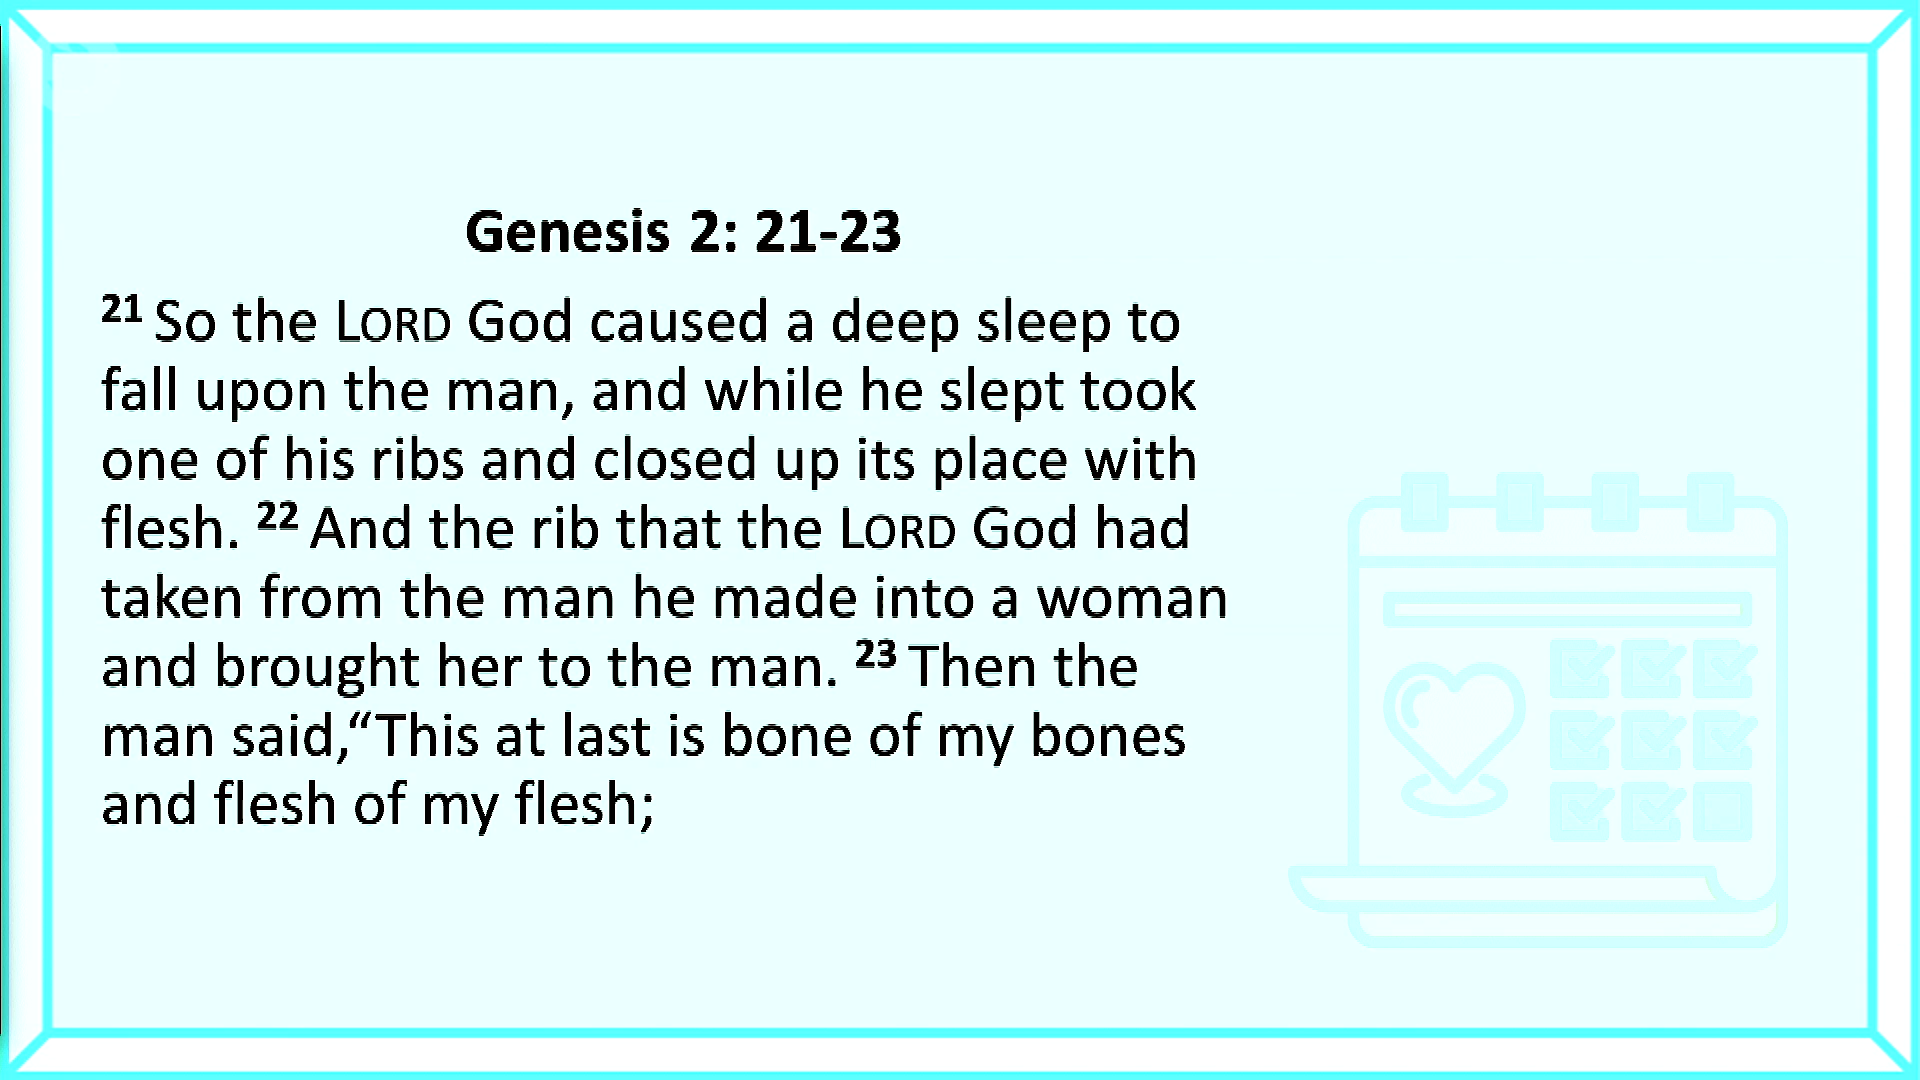 Genesis 2: 21-23
21 So the LORD God caused a deep sleep to
fall upon the man, and while he slept took
one of his ribs and closed up its place with
flesh. 22 And the rib that the LORD God had
taken from the man he made into a woman
and brought her to the man. 23 Then the
man said,“This at last is bone of my bones
and flesh of my flesh;